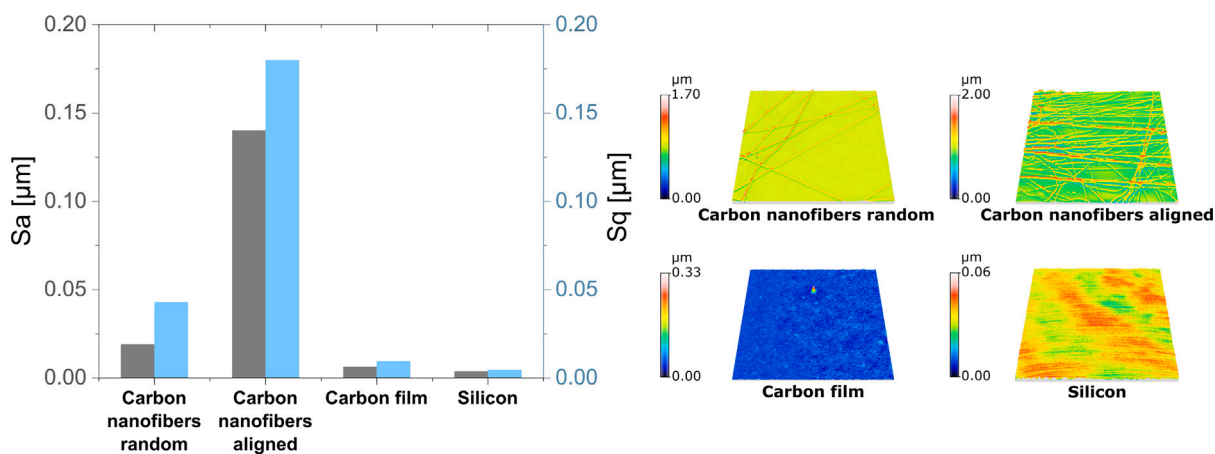 Sa [µm]
0.20
0.15
0.10
0.05
0.00
Carbon
nanofibers
random
Carbon
nanofibers
aligned
Carbon film
Silicon
0.20
0.15
0.10
0.05
0.00
Sq [µm]
µm
1.70
0.00
Carbon nanofibers random
µm
2.00
0.00
Carbon nanofibers aligned
µm
0.33
0.00
Carbon film
µm
0.06
0.00
Silicon